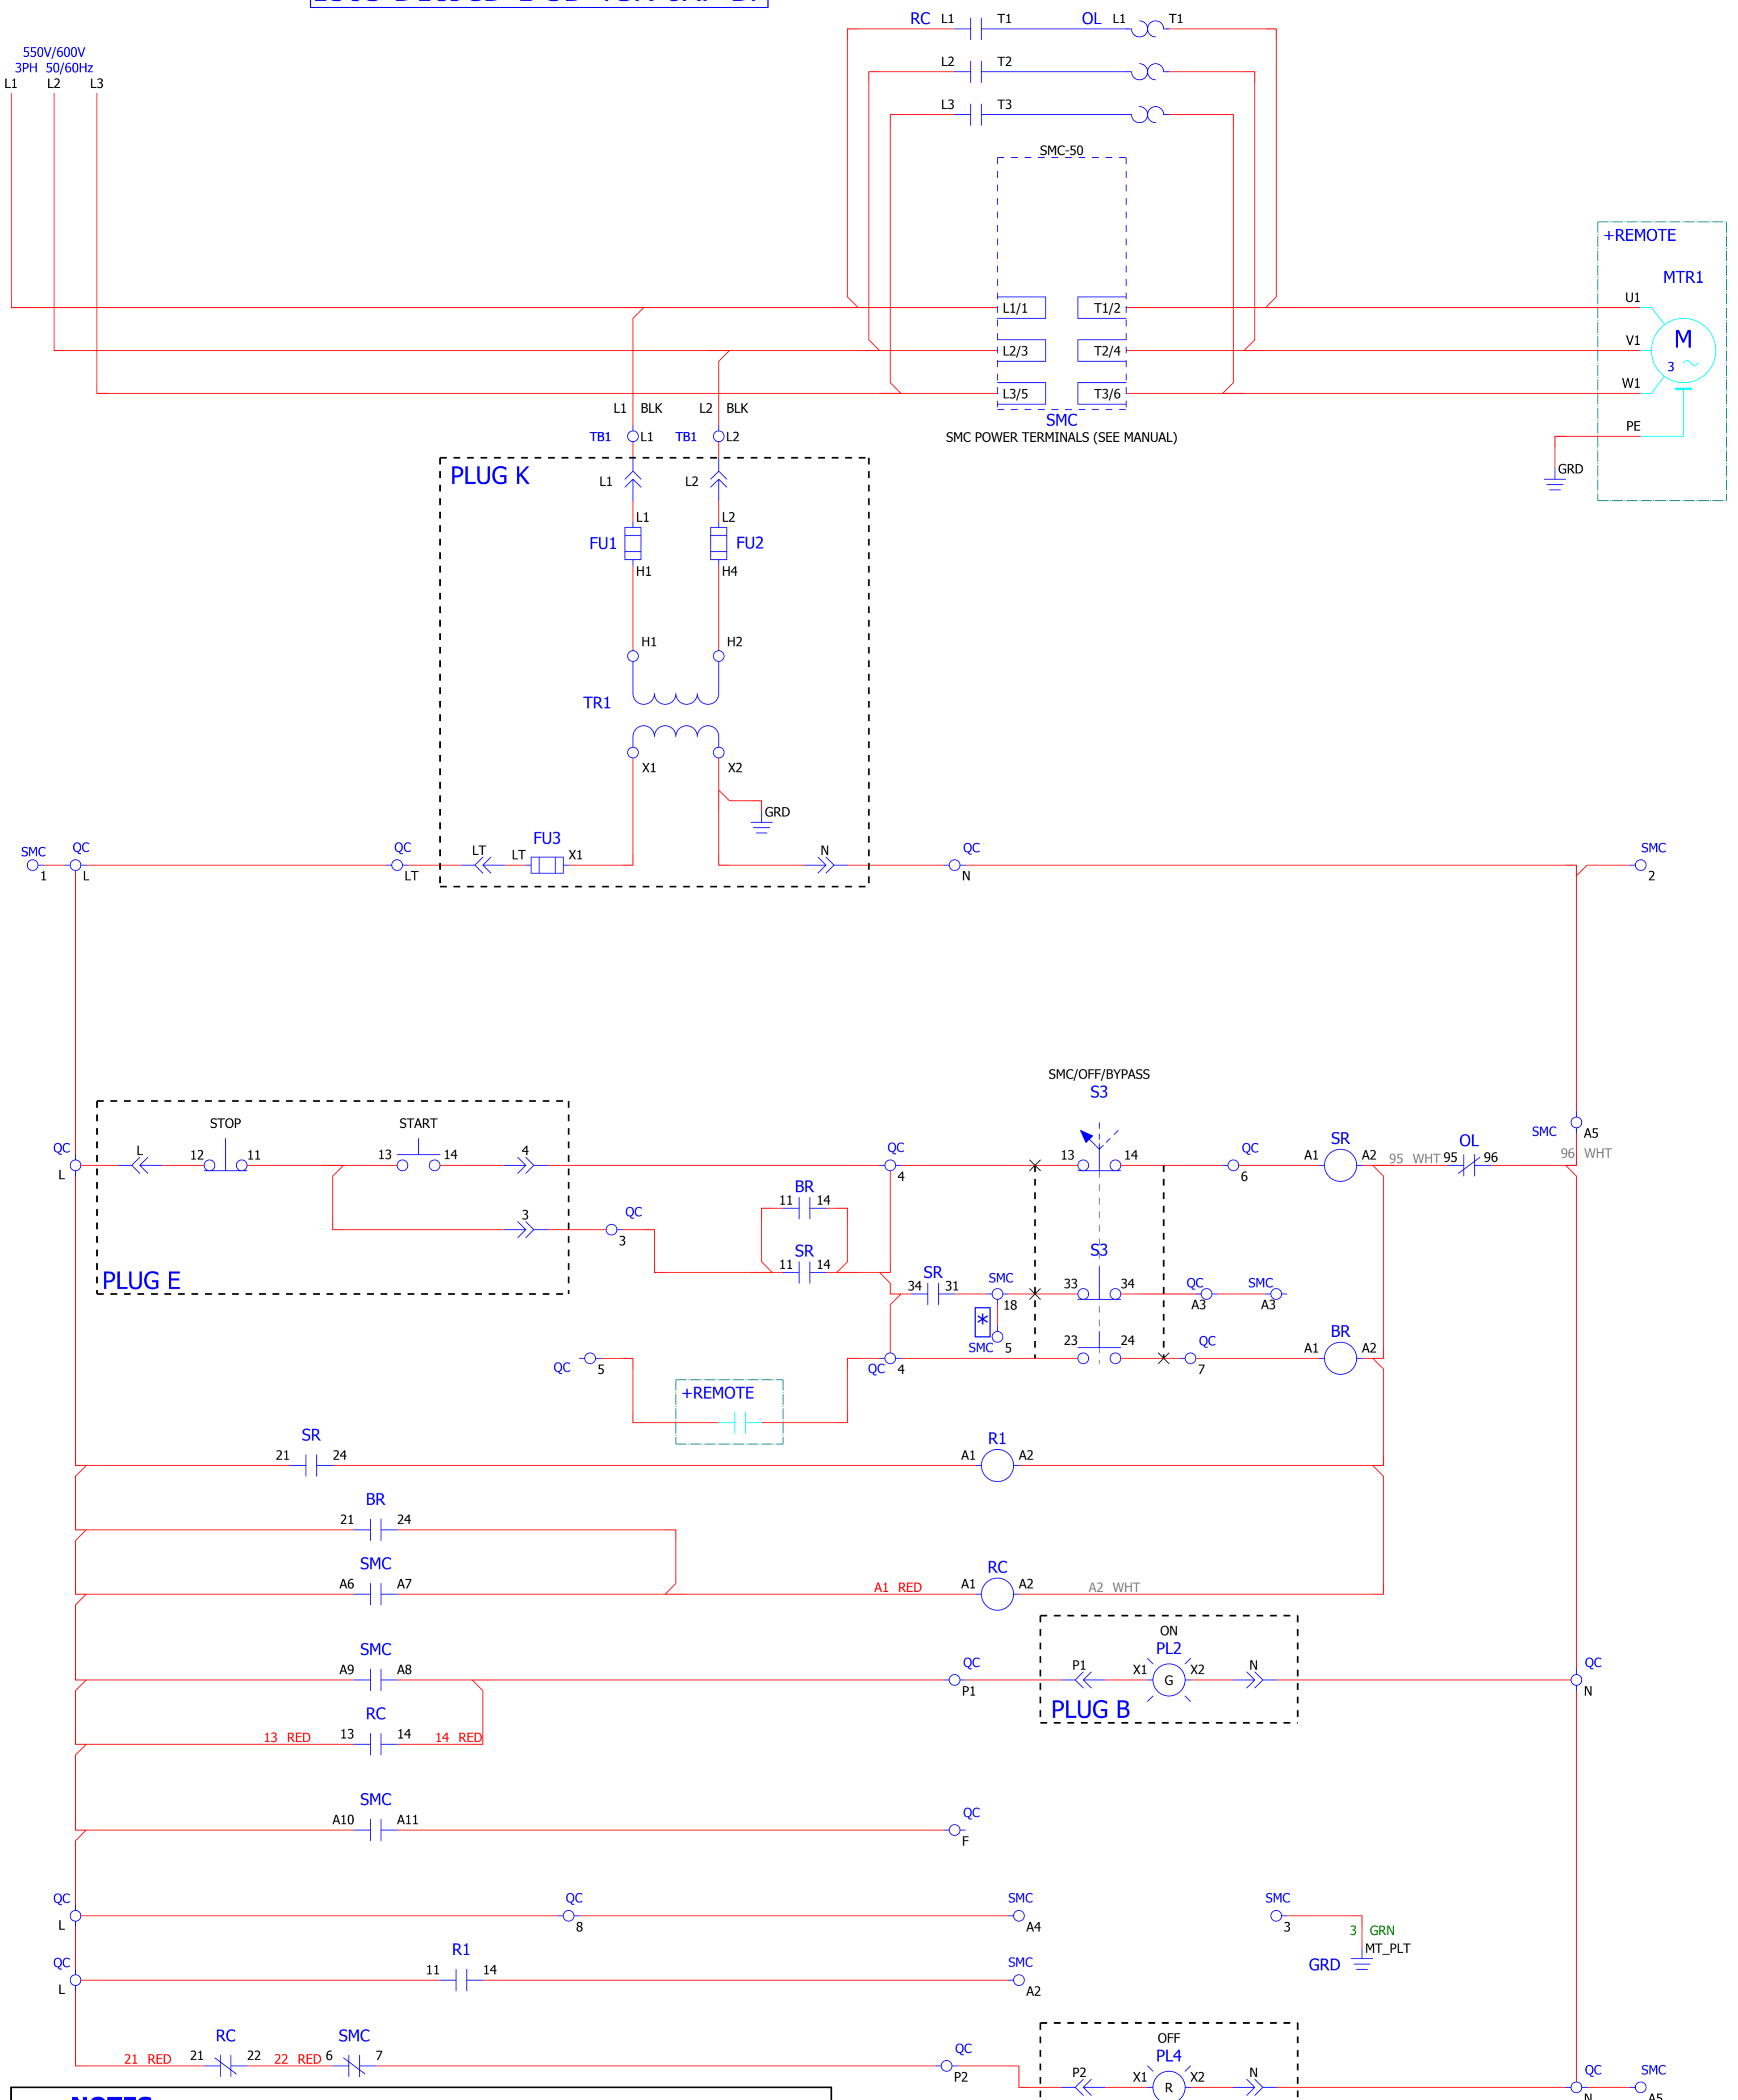 RC L1 T1 OL L1 T1
550V/600V
3PH 50/60Hz
L1 L2 L3
L2 T2
L3 T3
SMC-50
+REMOTE
MTR1
L1/1 T1/2 U1
L2/3 T2/4 V1
M
3
L3/5 T3/6 W1
L1 BLK L2 BLK
SMC
SMC POWER TERMINALS (SEE MANUAL)
PE
TB1 L1 TB1 L2
GRD
PLUG K
L1 L2
L1 L2
FU1 FU2
H1 H4
H1 H2
TR1
X1 X2
GRD
FU3
SMC QC QC LT LT X1 N QC SMC
1 L LT N 2
SMC/OFF/BYPASS
S3
STOP START
SMC A5
QC L 12 11 13 14 4 QC 13 14 QC SR OL
A1 A2 95 WHT 95 96 96 WHT
L 4 6
BR
11 14
3 QC
3
SR
11 14
S3
PLUG E
SR
34 31 SMC 33 34 QC SMC
18 A3 A3
*
SMC 5 23 24 QC BR
A1 A2
QC 5 QC 4 7
+REMOTE
SR R1
21 24 A1 A2
BR
21 24
SMC RC
A6 A7 A1 RED A1 A2 A2 WHT
ON
SMC PL2
A9 A8 QC P1 X1 G X2 N QC
P1 N
PLUG B
RC
13 RED 13 14 14 RED
SMC
A10 A11 QC
F
QC QC SMC SMC
L 8 A4 3
3 GRN
MT_PLT
GRD
R1
QC 11 14 SMC
L A2
OFF
RC SMC PL4
21 RED 21 22 22 RED 6 7 QC P2 X1 R X2 N QC SMC
P2 N A5